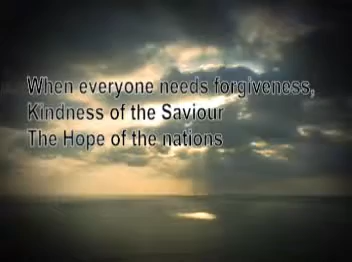 When everyone needs forgiveness,
Kindness of the Saviour
The Hope of the nations